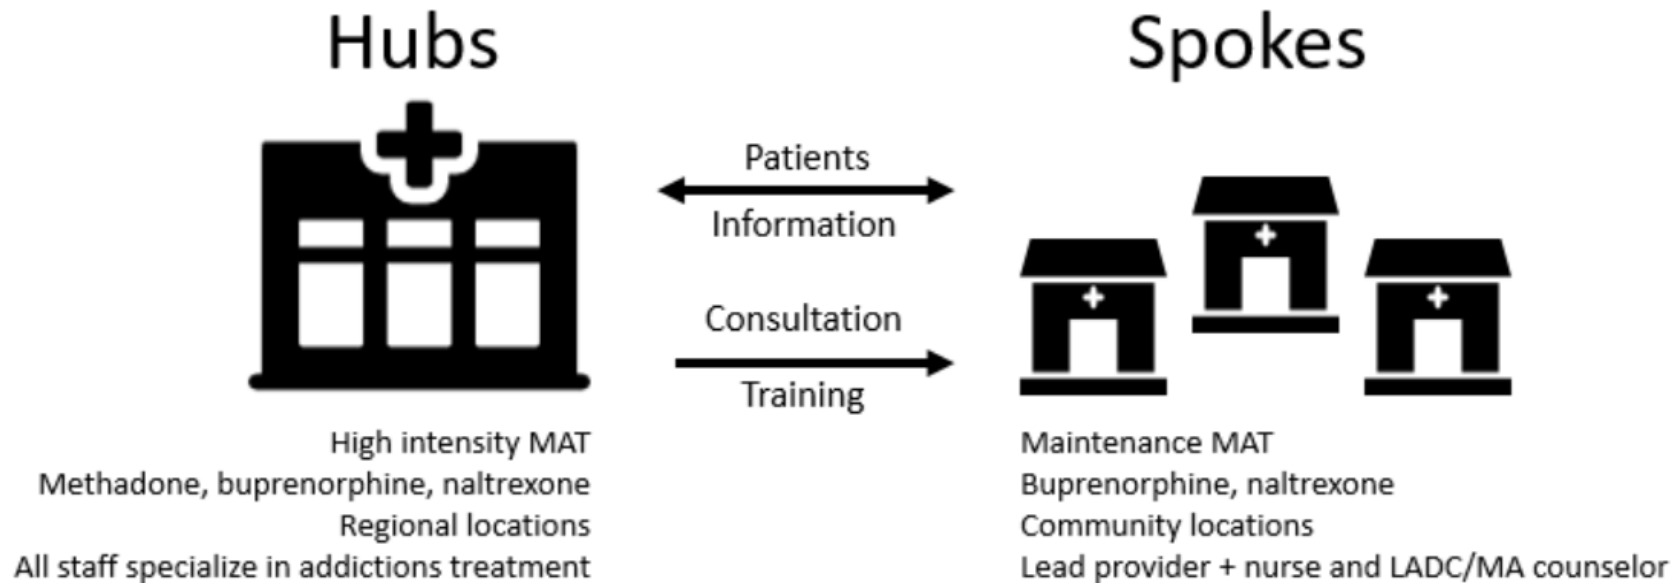 Hubs
Spokes
Patients
Information
Consultation
Training
High intensity MAT
Methadone, buprenorphine, naltrexone
Regional locations
All staff specialize in addictions treatment
Maintenance MAT
Buprenorphine, naltrexone
Community locations
Lead provider + nurse and LADC/MA counselor